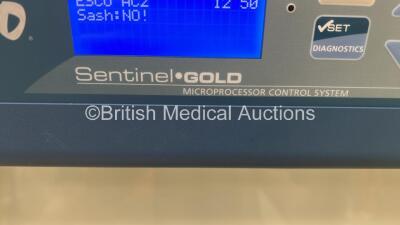 ESCO AC2 12 50
Sash:NO!
SET
DIAGNOSTICS
Sentinel•GOLD
MICROPROCESSOR CONTROL SYSTEM
©British Medical Auctions